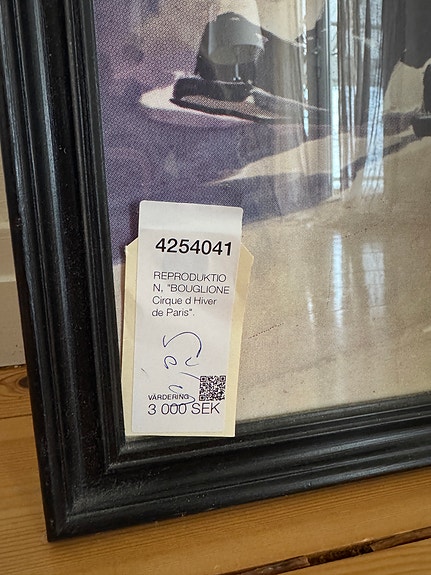 4254041
REPRODUKTIO
N, "BOUGLIONE
Cirque d Hiver
de Paris".
VÄRDERING
3 000 SEK